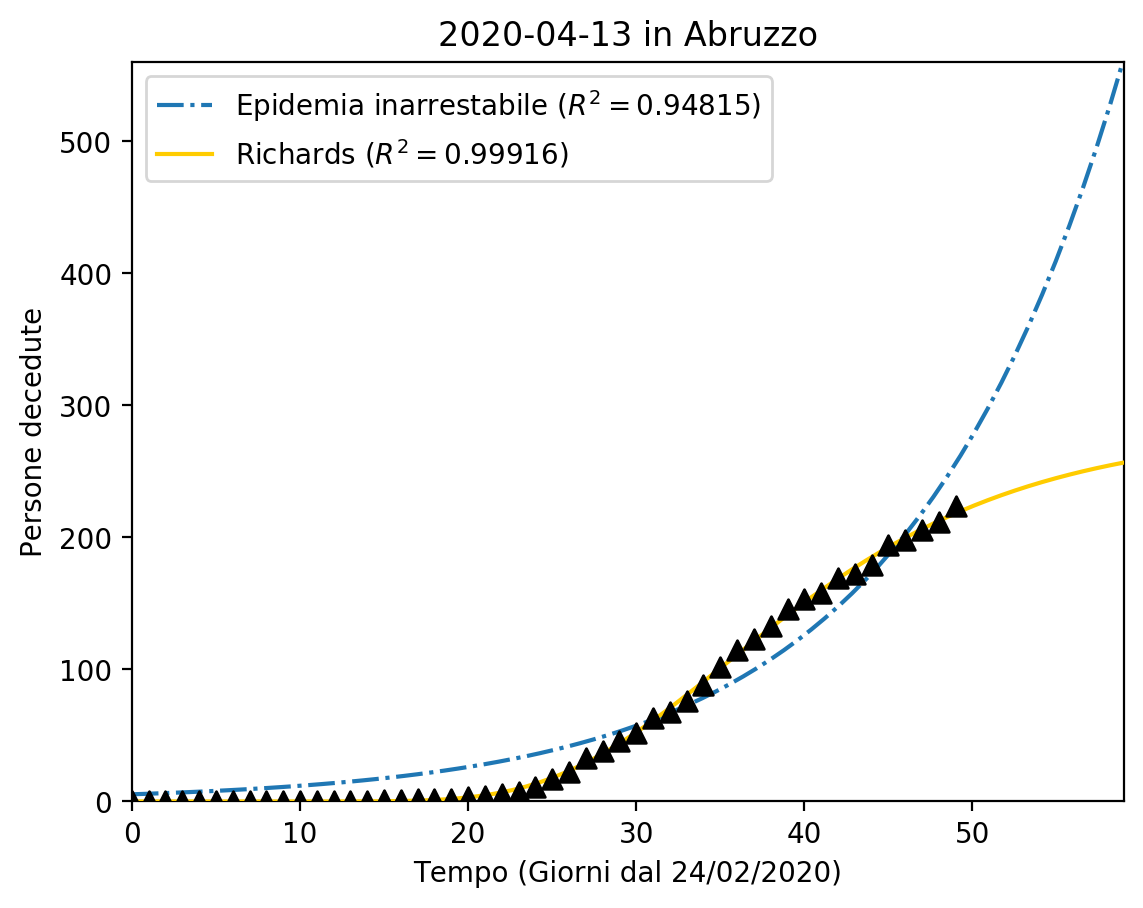 2020-04-13 in Abruzzo
Epidemia inarrestabile (R² = 0.94815)
Richards (R² = 0.99916)
500
400
300
200
100
0
Persone decedute
0 10 20 30 40 50
Tempo (Giorni dal 24/02/2020)